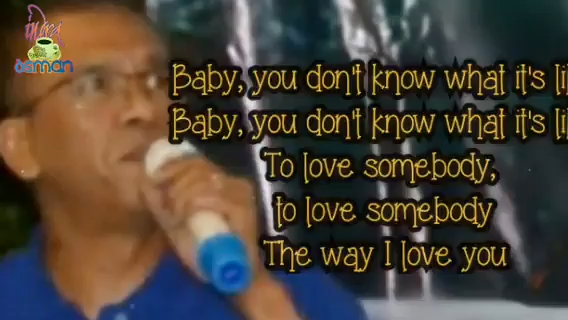 Baby, you don't know what it's li
Baby, you don't know what it's li
To love somebody,
to love somebody
The way I love you